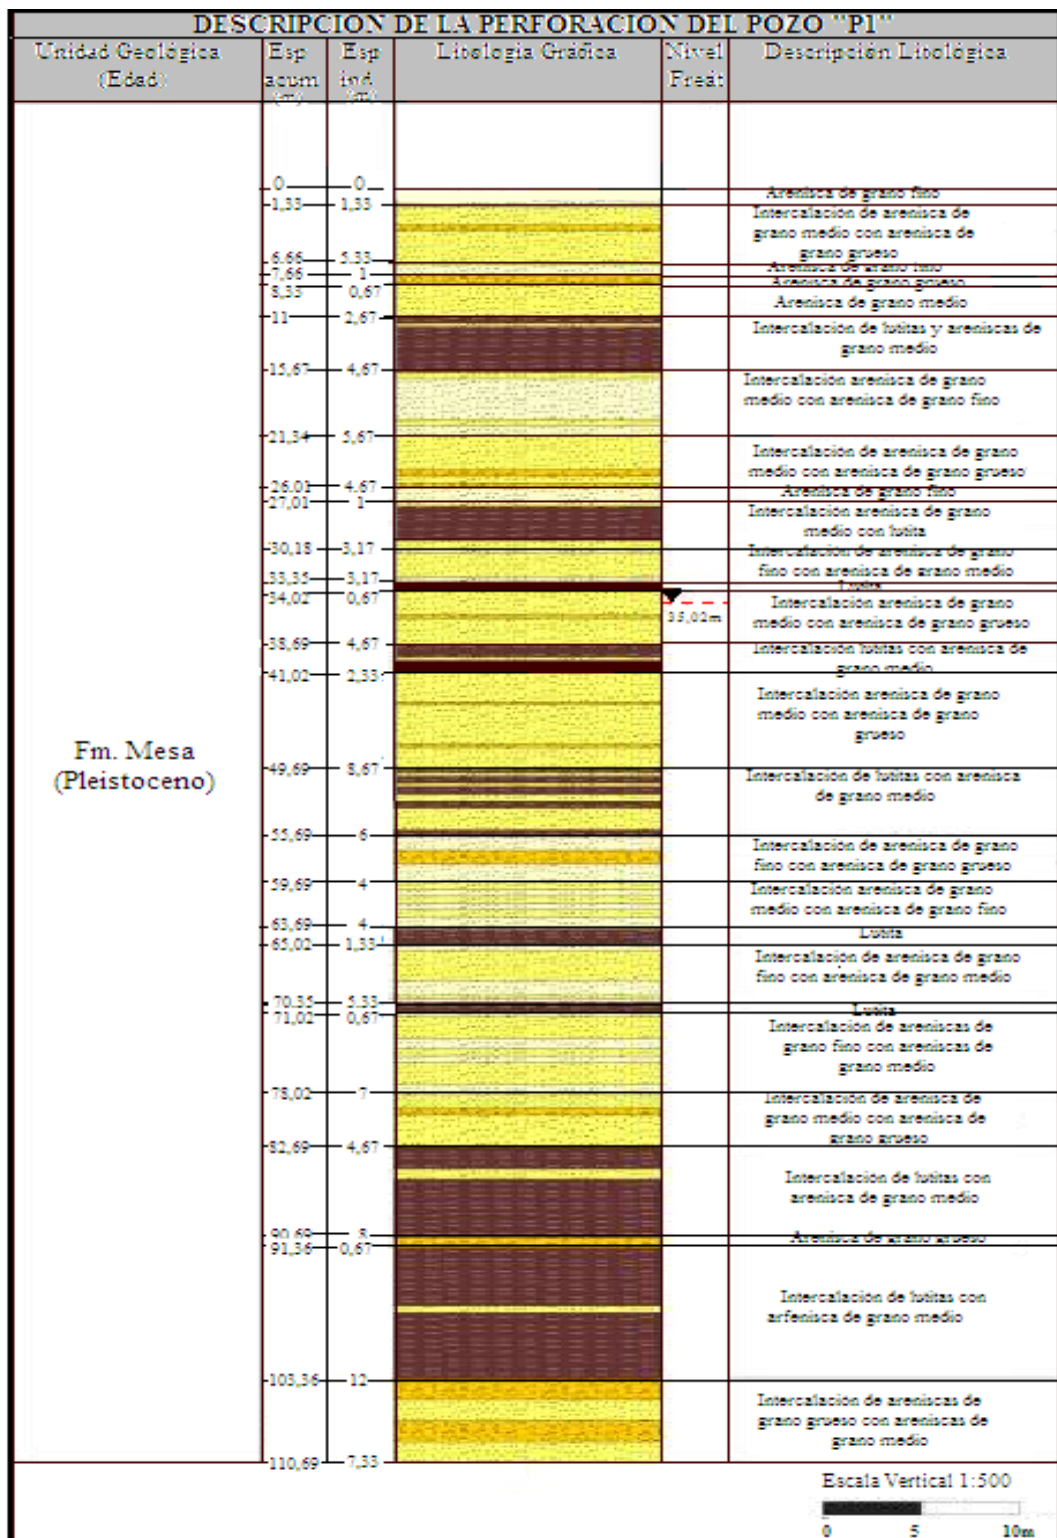 DESCRIPCION DE LA PERFORACION DEL POZO "P1"
Unidad Geológica
(Edad)
Esp
acum
(m)
Esp
ind
(m)
Litología Gráfica
Nivel
Freát
Descripción Litológica
0 0
Arenisca de grano fino
1,33 1,33
Intercalación de arenisca de
grano medio con arenisca de
grano grueso
6,66 5,33
Arenisca de grano fino
7,66 1
Arenisca de grano grueso
8,33 0,67
Arenisca de grano medio
11 2,67
Intercalación de lutitas y areniscas de
grano medio
15,67 4,67
Intercalación arenisca de grano
medio con arenisca de grano fino
21,34 5,67
Intercalación de arenisca de grano
medio con arenisca de grano grueso
26,01 4,67
Arenisca de grano fino
27,01 1
Intercalación arenisca de grano
medio con lutita
30,18 3,17
Intercalación de arenisca de grano
fino con arenisca de grano medio
33,35 3,17
Lutita
34,02 0,67
35,02m
Intercalación arenisca de grano
medio con arenisca de grano grueso
38,69 4,67
Intercalación lutitas con arenisca de
grano medio
41,02 2,33
Intercalación arenisca de grano
medio con arenisca de grano
grueso
Fm. Mesa
(Pleistoceno)
49,69 8,67
Intercalación de lutitas con arenisca
de grano medio
55,69 6
Intercalación de arenisca de grano
fino con arenisca de grano grueso
59,69 4
Intercalación arenisca de grano
medio con arenisca de grano fino
63,69 4
Lutita
65,02 1,33
Intercalación de arenisca de grano
fino con arenisca de grano medio
70,35 5,33
Lutita
71,02 0,67
Intercalación de areniscas de
grano fino con areniscas de
grano medio
78,02 7
Intercalación de arenisca de
grano medio con arenisca de
grano grueso
82,69 4,67
Intercalación de lutitas con
arenisca de grano medio
90,69 8
Arenisca de grano grueso
91,36 0,67
Intercalación de lutitas con
arfenisca de grano medio
103,36 12
Intercalación de areniscas de
grano grueso con areniscas de
grano medio
110,69 7,33
Escala Vertical 1:500
0 5 10m